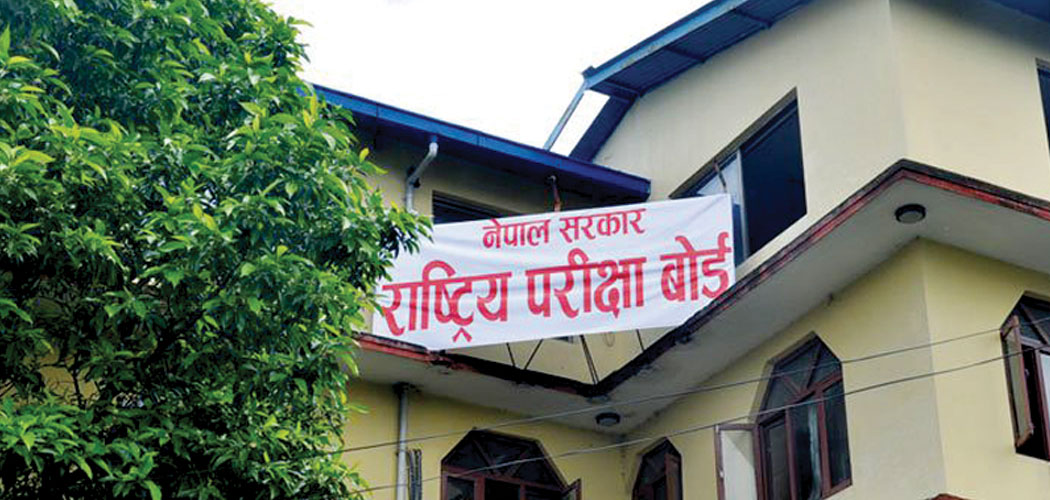 नेपाल सरकार
राष्ट्रिय परीक्षा बोर्ड